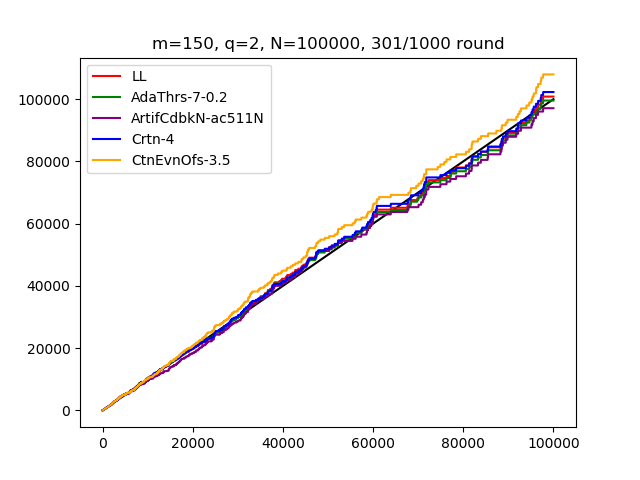 m=150, q=2, N=100000, 301/1000 round
LL
AdaThrs-7-0.2
ArtifCdbkN-ac511N
Crtn-4
CtnEvnOfs-3.5
100000
80000
60000
40000
20000
0
0 20000 40000 60000 80000 100000